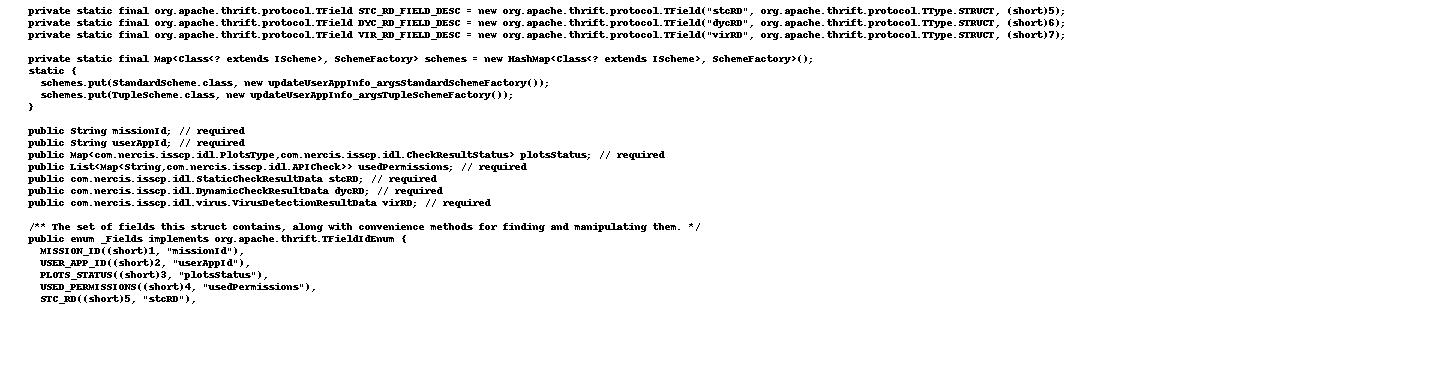 private static final org.apache.thrift.protocol.TField STC_RD_FIELD_DESC = new org.apache.thrift.protocol.TField("stcRD", org.apache.thrift.protocol.TType.STRUCT, (short)5);
private static final org.apache.thrift.protocol.TField DYC_RD_FIELD_DESC = new org.apache.thrift.protocol.TField("dycRD", org.apache.thrift.protocol.TType.STRUCT, (short)6);
private static final org.apache.thrift.protocol.TField VIR_RD_FIELD_DESC = new org.apache.thrift.protocol.TField("virRD", org.apache.thrift.protocol.TType.STRUCT, (short)7);
private static final Map<Class<? extends IScheme>, SchemeFactory> schemes = new HashMap<Class<? extends IScheme>, SchemeFactory>();
static {
schemes.put(StandardScheme.class, new updateUserAppInfo_argsStandardSchemeFactory());
schemes.put(TupleScheme.class, new updateUserAppInfo_argsTupleSchemeFactory());
}
public String missionId; // required
public String userAppId; // required
public Map<com.nercis.isscp.idl.PlotsType,com.nercis.isscp.idl.CheckResultStatus> plotsStatus; // required
public List<Map<String,com.nercis.isscp.idl.APICheck>> usedPermissions; // required
public com.nercis.isscp.idl.StaticCheckResultData stcRD; // required
public com.nercis.isscp.idl.DynamicCheckResultData dycRD; // required
public com.nercis.isscp.idl.virus.VirusDetectionResultData virRD; // required
/** The set of fields this struct contains, along with convenience methods for finding and manipulating them. */
public enum _Fields implements org.apache.thrift.TFieldIdEnum {
MISSION_ID((short)1, "missionId"),
USER_APP_ID((short)2, "userAppId"),
PLOTS_STATUS((short)3, "plotsStatus"),
USED_PERMISSIONS((short)4, "usedPermissions"),
STC_RD((short)5, "stcRD"),